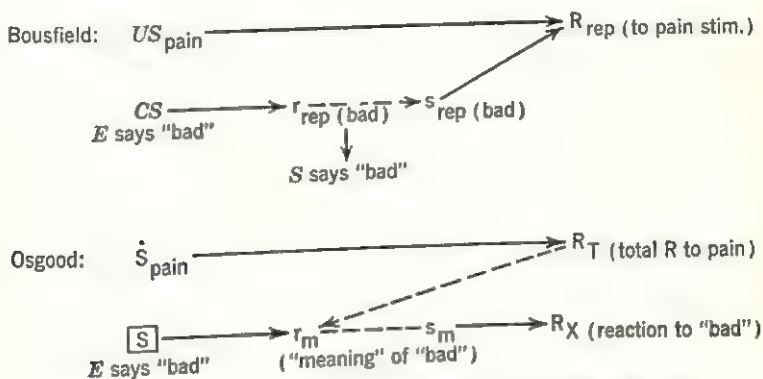 Bousfield: US pain R rep (to pain stim.)
CS r rep (bad) s rep (bad)
E says "bad"
S says "bad"
Osgood: Ṡ pain R T (total R to pain)
S r m s m R X (reaction to "bad")
E says "bad" ("meaning" of "bad")